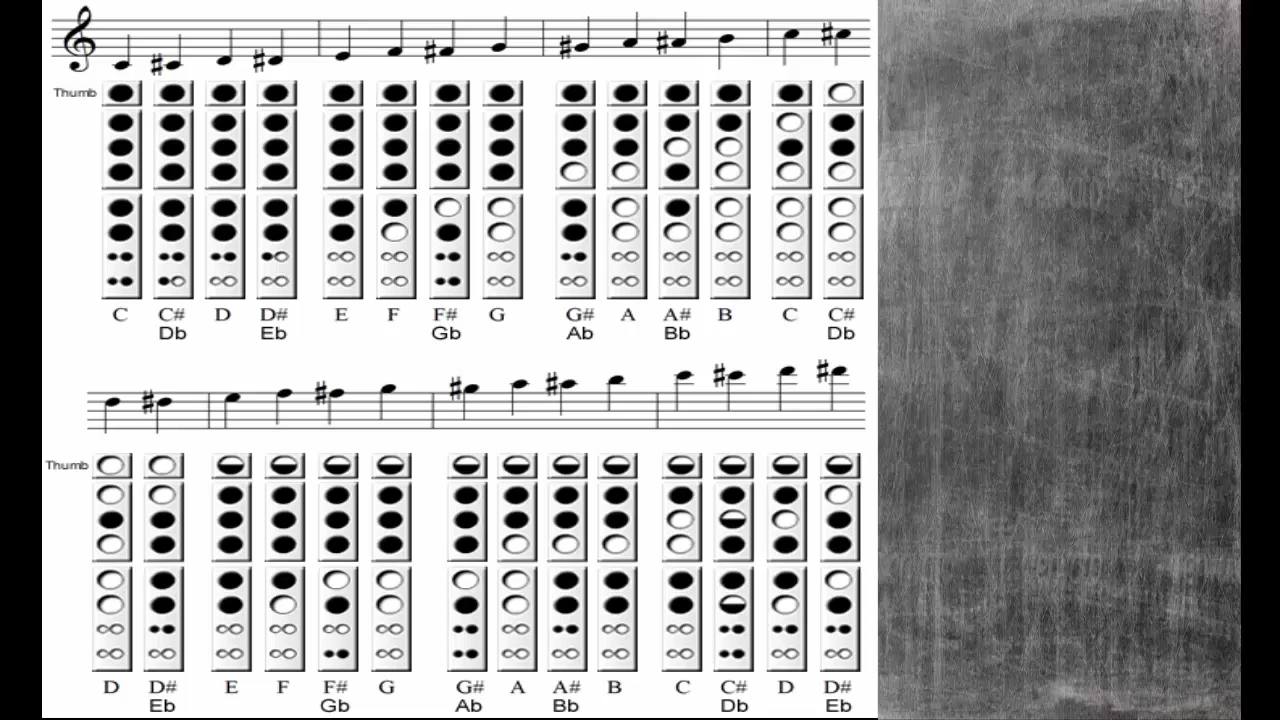 Thumb
C C# D D# E F F# G G# A A# B C C#
Db Eb Gb Ab Bb Db
Thumb
D D# E F F# G G# A A# B C C# D D#
Eb Gb Ab Bb Db Eb